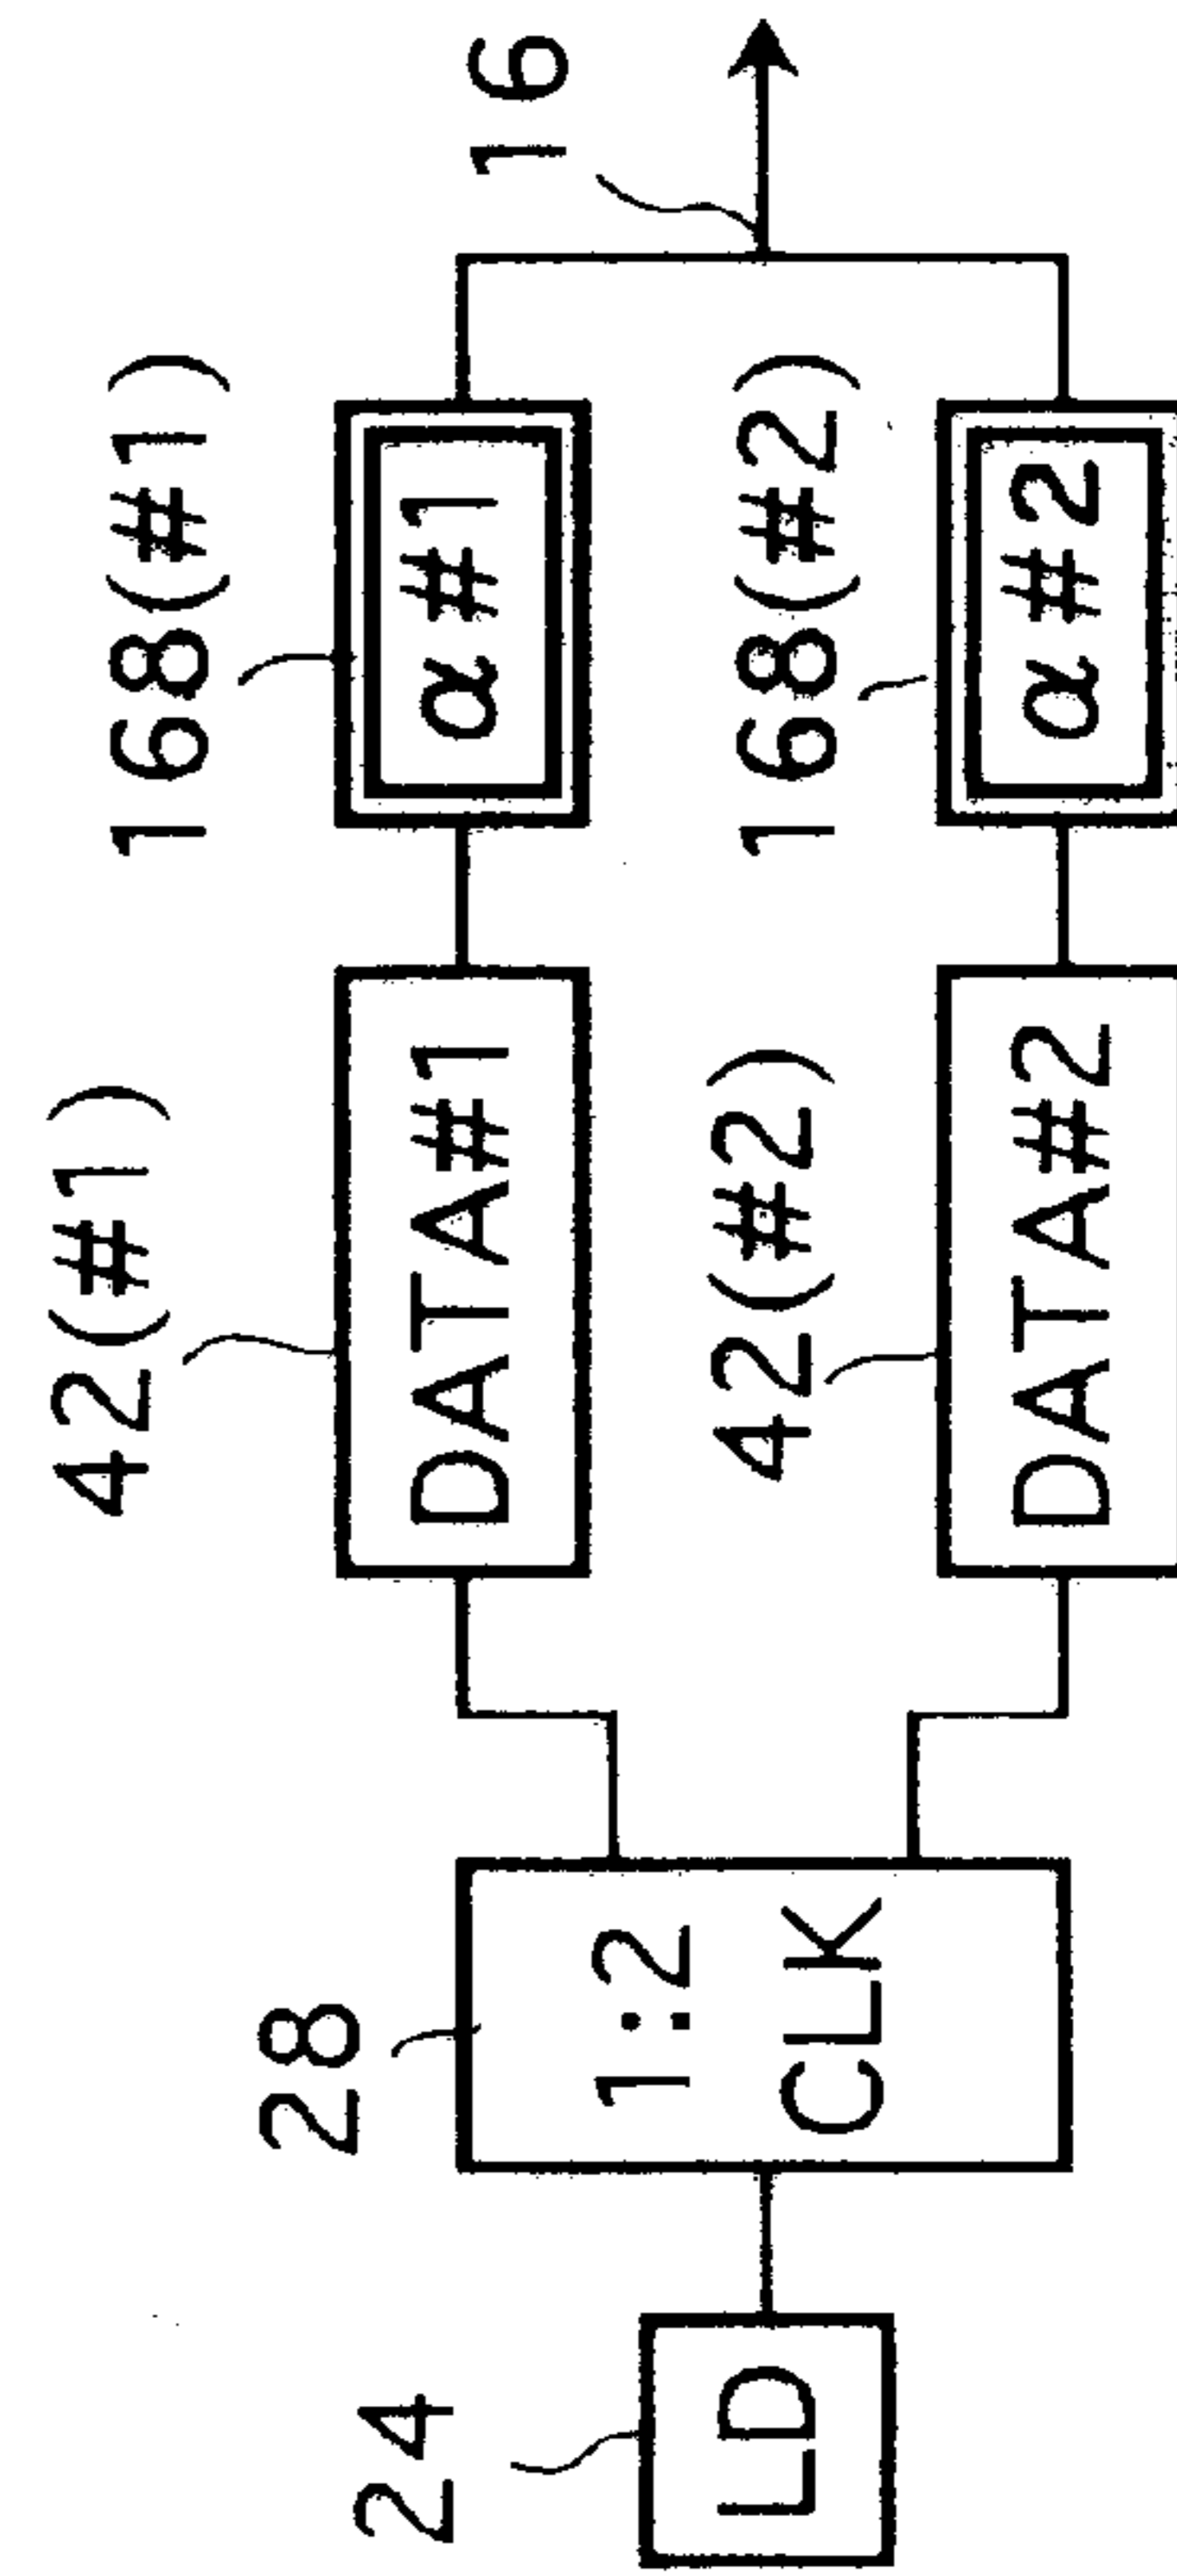 24
LD
28
1:2
CLK
42(#1)
DATA#1
168(#1)
α#1
42(#2)
DATA#2
168(#2)
α#2
16